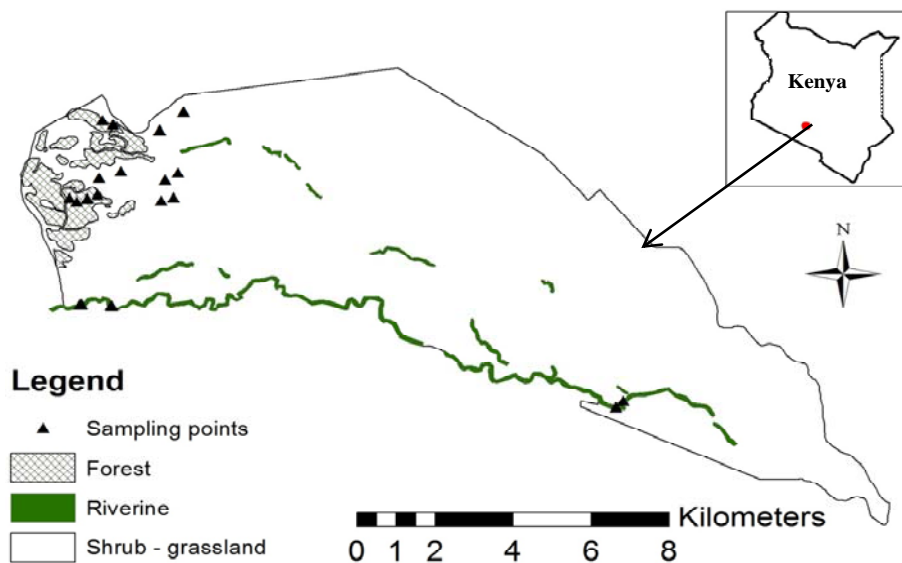 Kenya
N
Legend
Sampling points
Forest
Riverine
Shrub - grassland
Kilometers
0 1 2 4 6 8